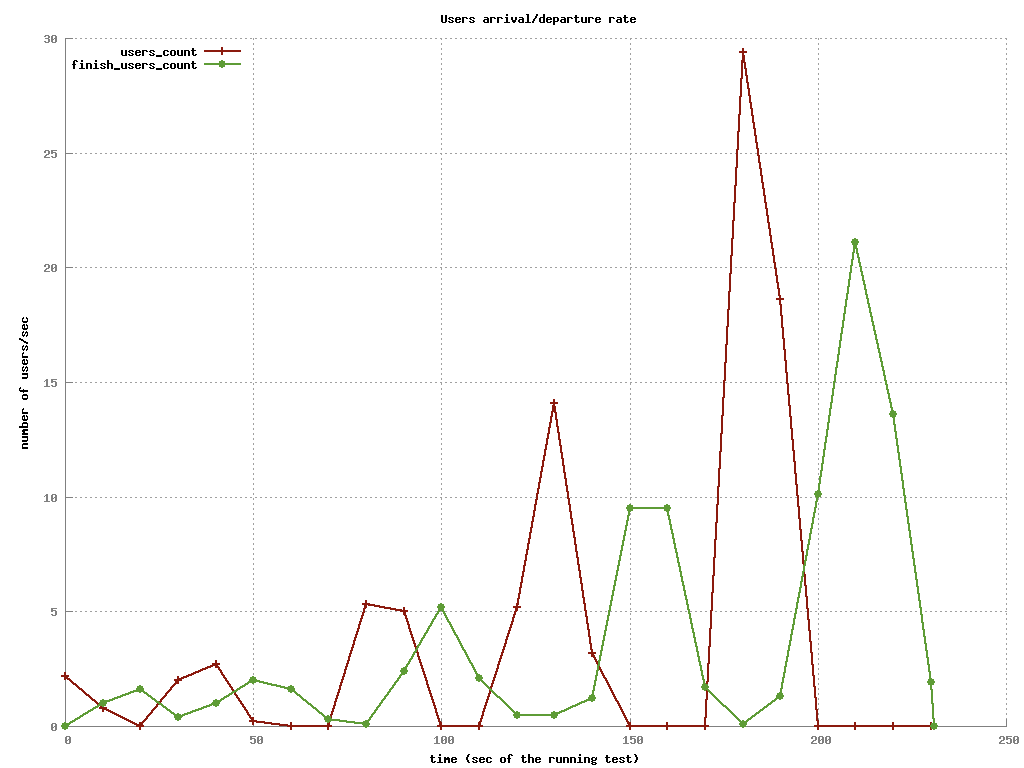 Users arrival/departure rate
users_count
finish_users_count
30
25
20
15
10
5
0
number of users/sec
0 50 100 150 200 250
time (sec of the running test)